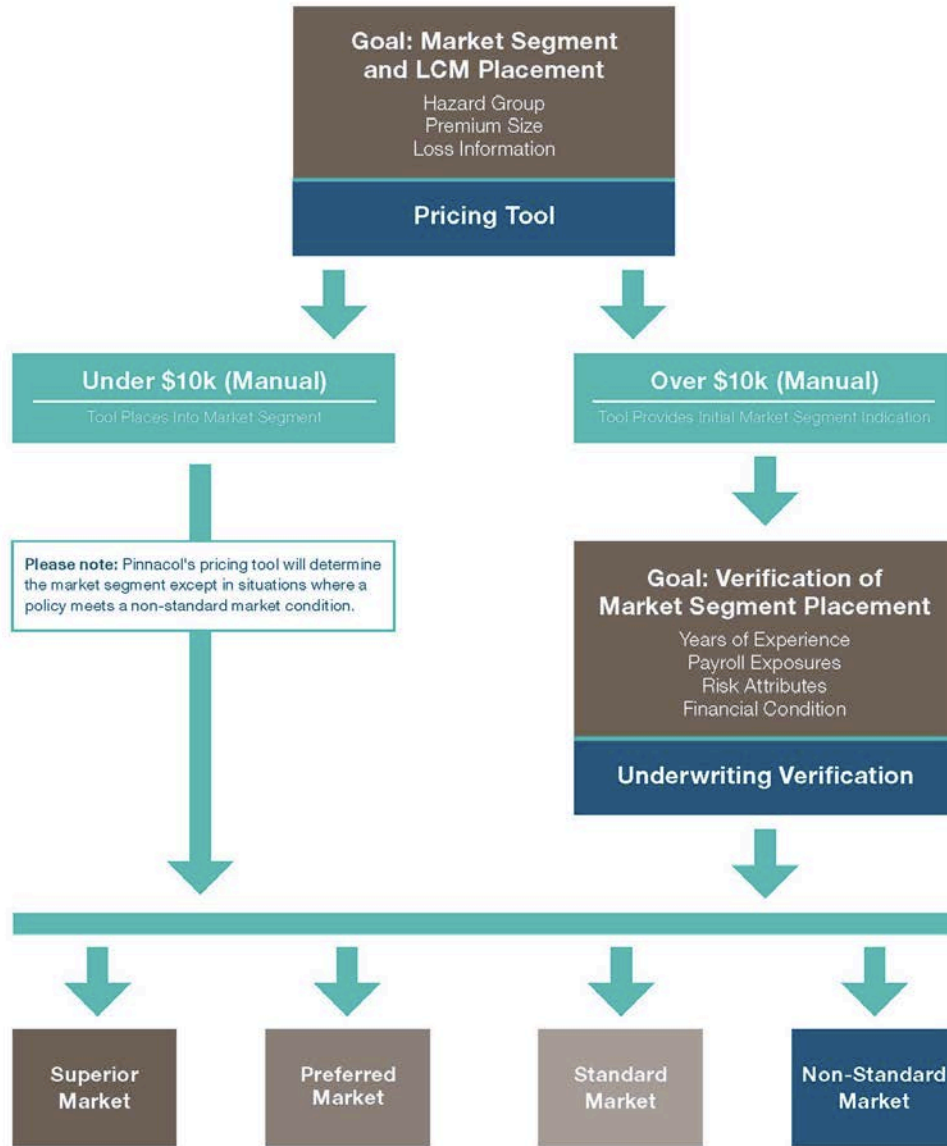 Goal: Market Segment
and LCM Placement
Hazard Group
Premium Size
Loss Information
Pricing Tool
Under $10k (Manual)
Tool Places Into Market Segment
Over $10k (Manual)
Tool Provides Initial Market Segment Indication
Please note: Pinnacol's pricing tool will determine
the market segment except in situations where a
policy meets a non-standard market condition.
Goal: Verification of
Market Segment Placement
Years of Experience
Payroll Exposures
Risk Attributes
Financial Condition
Underwriting Verification
Superior
Market
Preferred
Market
Standard
Market
Non-Standard
Market